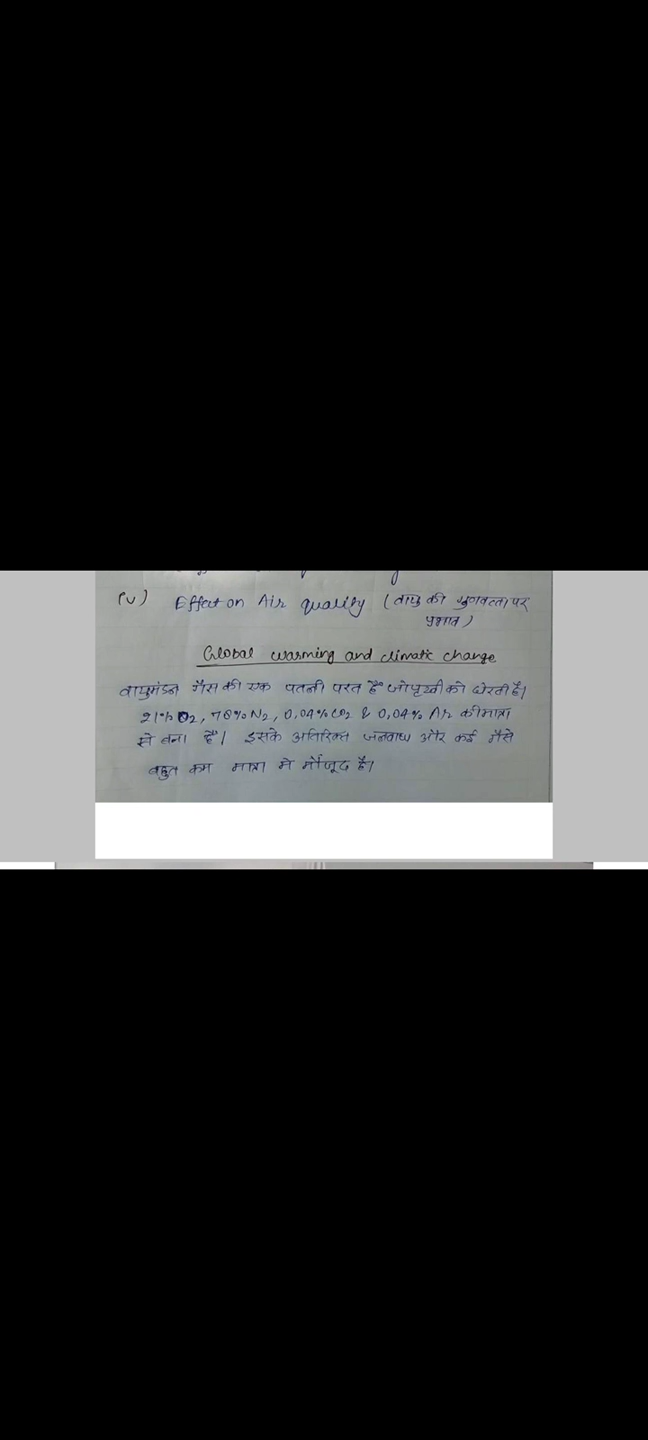 (v) Effect on Air quality (वायु की गुणवत्ता पर
प्रभाव)
Global warming and climatic change
वायुमंडल गैस की एक पतली परत है जो पृथ्वी को घेरती है।
21% O2, 78% N2, 0.04% CO2 & 0.04% Ar की मात्रा
से बना है। इसके अतिरिक्त जलवाष्प और कई गैसे
बहुत कम मात्रा मे मौजूद है।